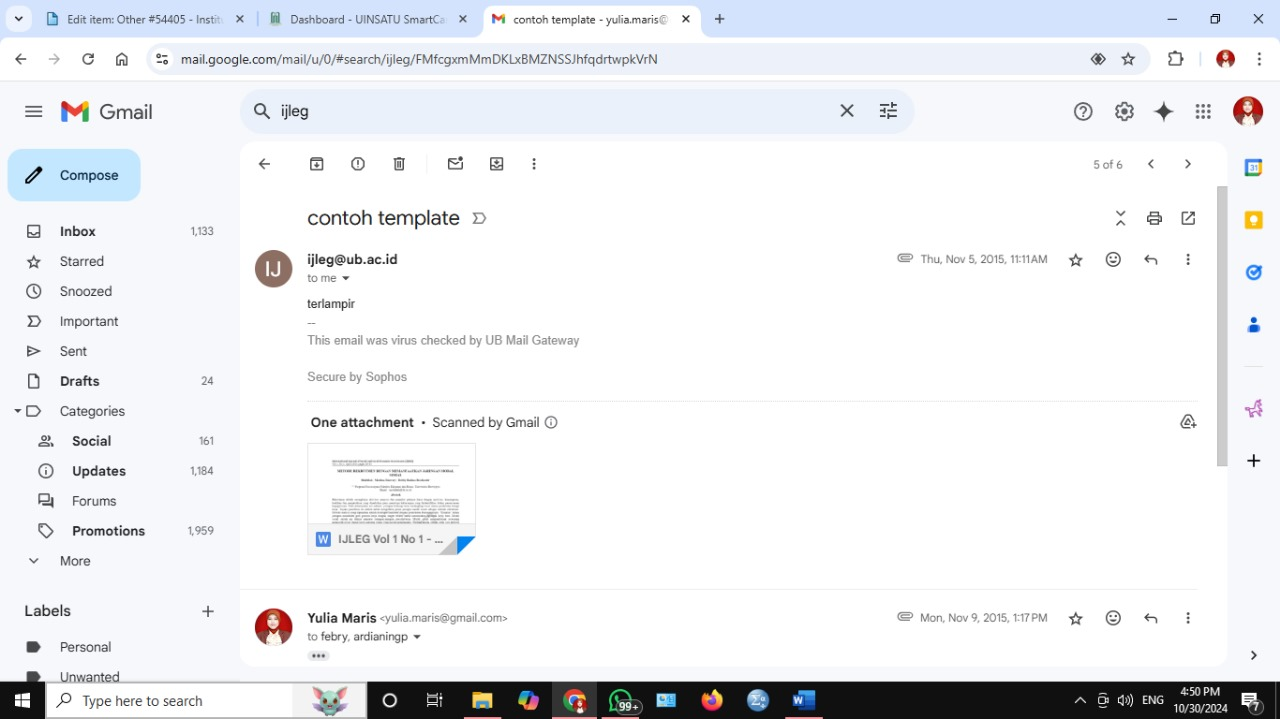 Edit item: Other #54405 - Instit
Dashboard - UINSATU SmartCa
contoh template - yulia.maris@
mail.google.com/mail/u/0/#search/ijleg/FMfcgxmMmDKLxBMZNSSJhfqdrtwpkVrN
Gmail
ijleg
Compose
5 of 6
contoh template
Inbox 1,133
Starred
Snoozed
Important
Sent
Drafts 24
Categories
Social 161
Updates 1,184
Forums
Promotions 1,959
More
Labels
Personal
Unwanted
IJ
ijleg@ub.ac.id
Thu, Nov 5, 2015, 11:11 AM
to me
terlampir
--
This email was virus checked by UB Mail Gateway
Secure by Sophos
One attachment • Scanned by Gmail
W IJLEG Vol 1 No 1 - ...
Yulia Maris <yulia.maris@gmail.com>
Mon, Nov 9, 2015, 1:17 PM
to febry, ardianingp
31
Type here to search
99+
ENG
4:50 PM
10/30/2024
7